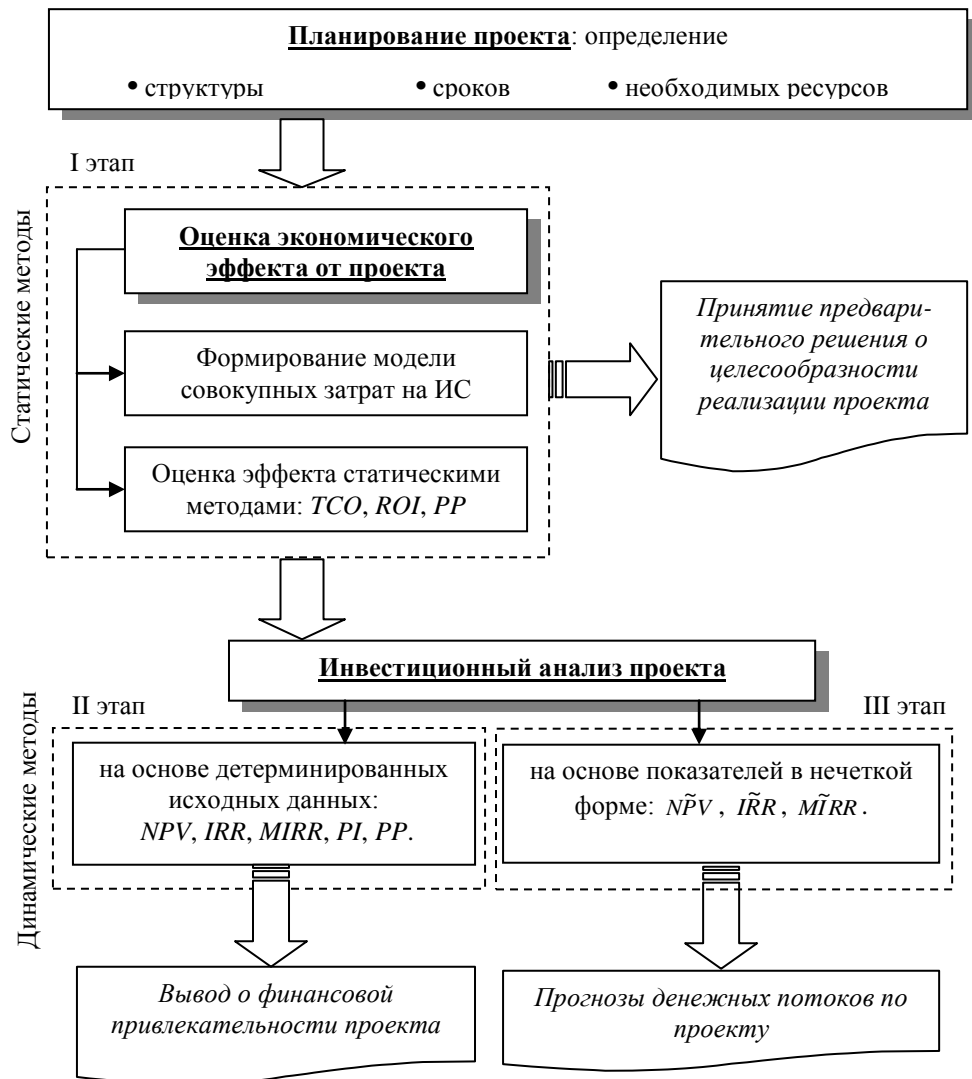 Планирование проекта: определение
• структуры • сроков • необходимых ресурсов
I этап
Статические методы
Оценка экономического
эффекта от проекта
Формирование модели
совокупных затрат на ИС
Оценка эффекта статическими
методами: TCO, ROI, PP
Принятие предвари-
тельного решения о
целесообразности
реализации проекта
Инвестиционный анализ проекта
Динамические методы
II этап
на основе детерминированных
исходных данных:
NPV, IRR, MIRR, PI, PP.
III этап
на основе показателей в нечеткой
форме: NP̃V , IR̃R , MĨRR .
Вывод о финансовой
привлекательности проекта
Прогнозы денежных потоков по
проекту